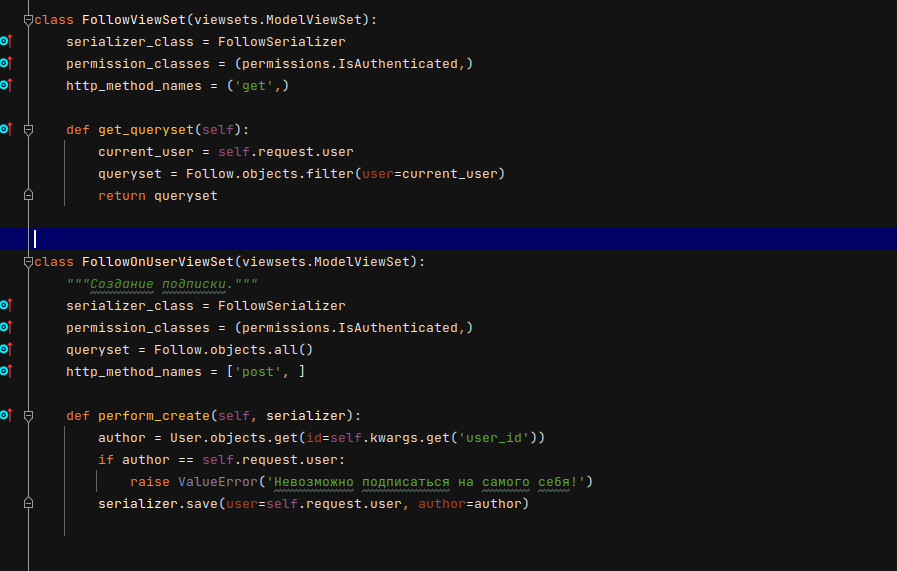 class FollowViewSet(viewsets.ModelViewSet):
    serializer_class = FollowSerializer
    permission_classes = (permissions.IsAuthenticated,)
    http_method_names = ('get',)
    def get_queryset(self):
        current_user = self.request.user
        queryset = Follow.objects.filter(user=current_user)
        return queryset
class FollowOnUserViewSet(viewsets.ModelViewSet):
    """Создание подписки."""
    serializer_class = FollowSerializer
    permission_classes = (permissions.IsAuthenticated,)
    queryset = Follow.objects.all()
    http_method_names = ['post', ]
    def perform_create(self, serializer):
        author = User.objects.get(id=self.kwargs.get('user_id'))
        if author == self.request.user:
            raise ValueError('Невозможно подписаться на самого себя!')
        serializer.save(user=self.request.user, author=author)